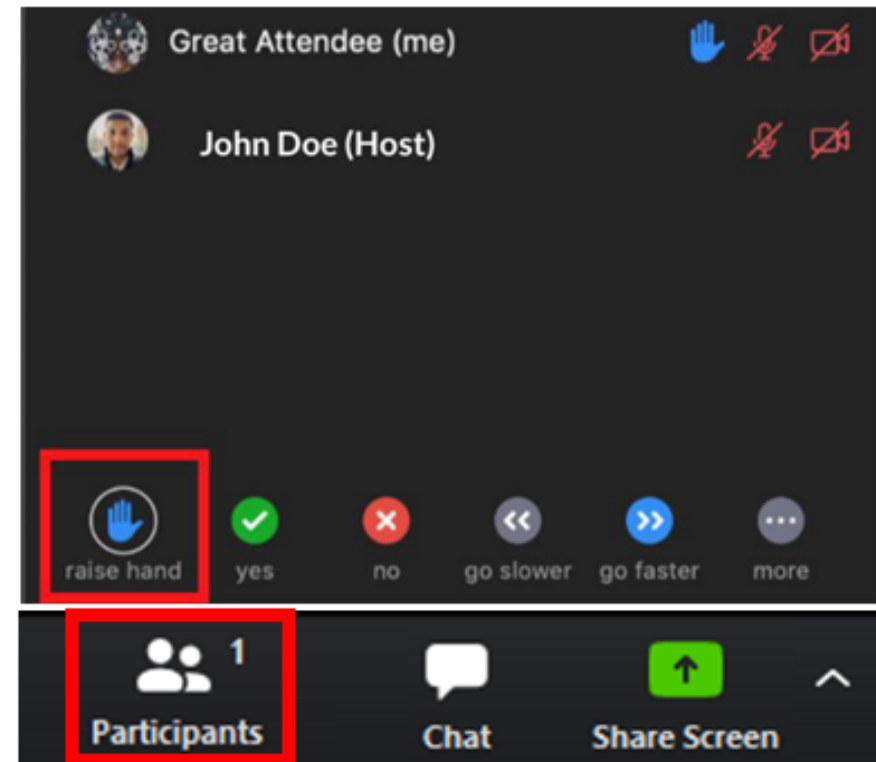 Great Attendee (me)
John Doe (Host)
raise hand yes no go slower go faster more
1
Participants Chat Share Screen